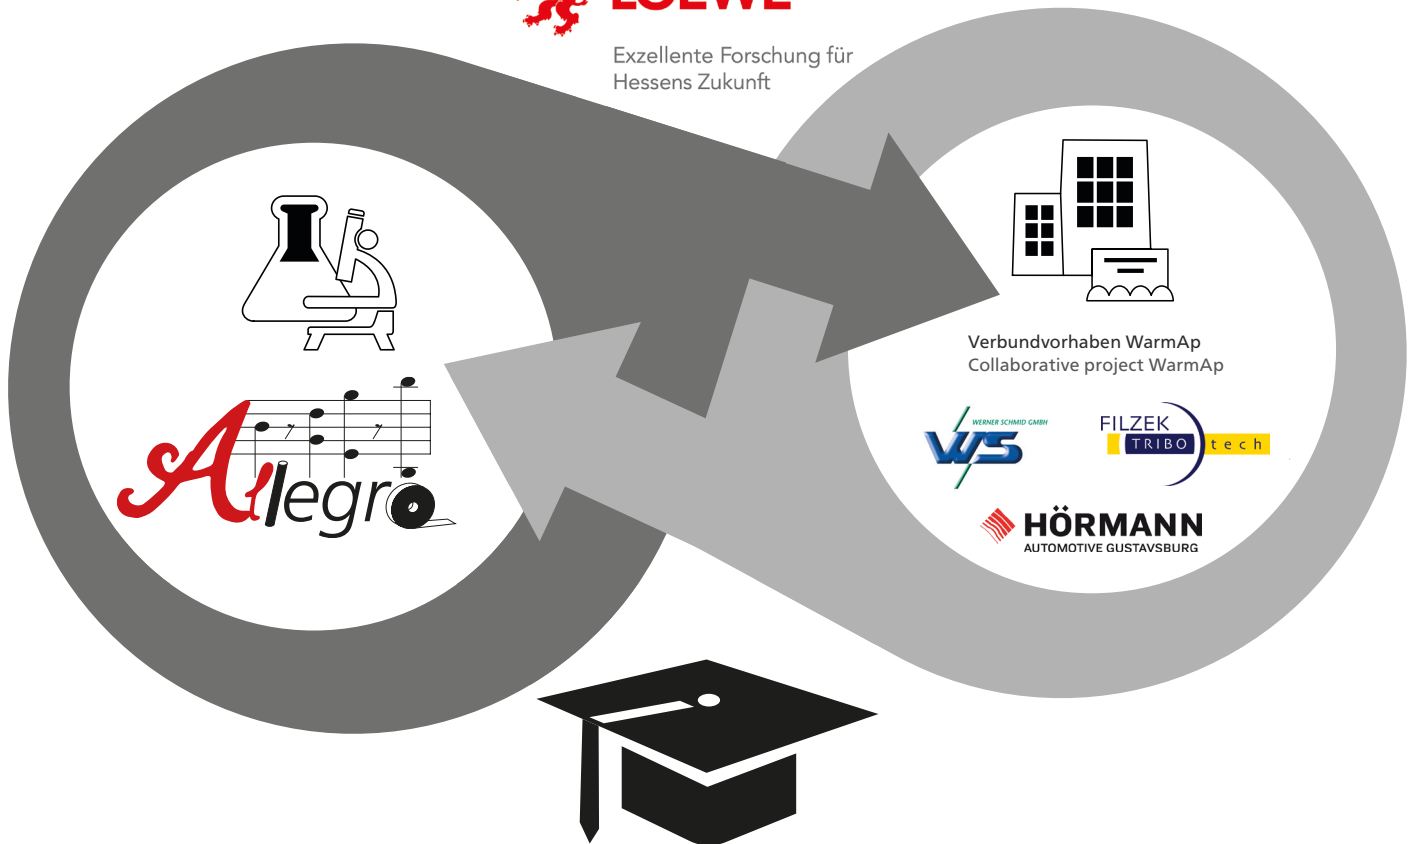 LOEWE
Exzellente Forschung für
Hessens Zukunft
Verbundvorhaben WarmAp
Collaborative project WarmAp
WERNER SCHMID GMBH
WS
FILZEK
TRIBO tech
HÖRMANN
AUTOMOTIVE GUSTAVSBURG
Allegro